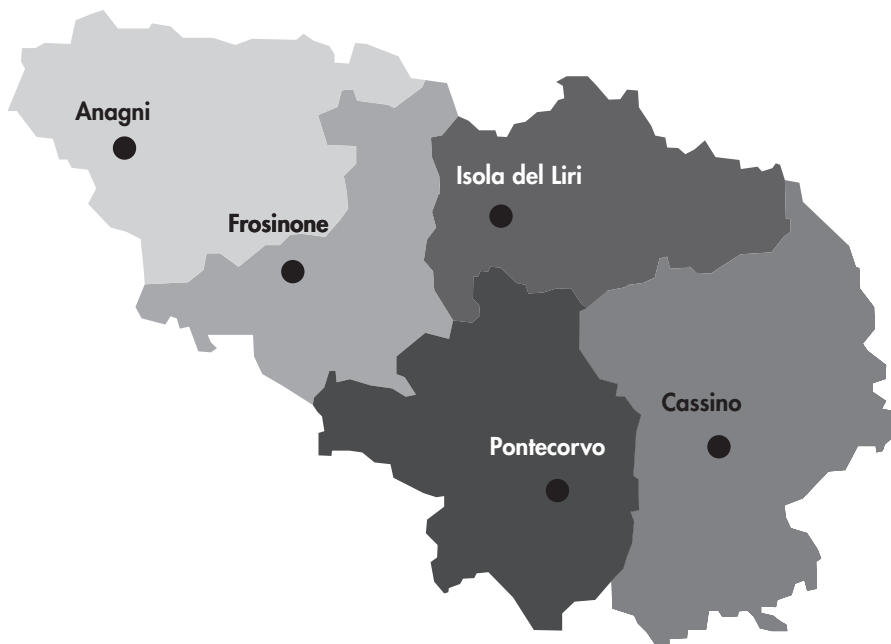 Anagni
Isola del Liri
Frosinone
Cassino
Pontecorvo